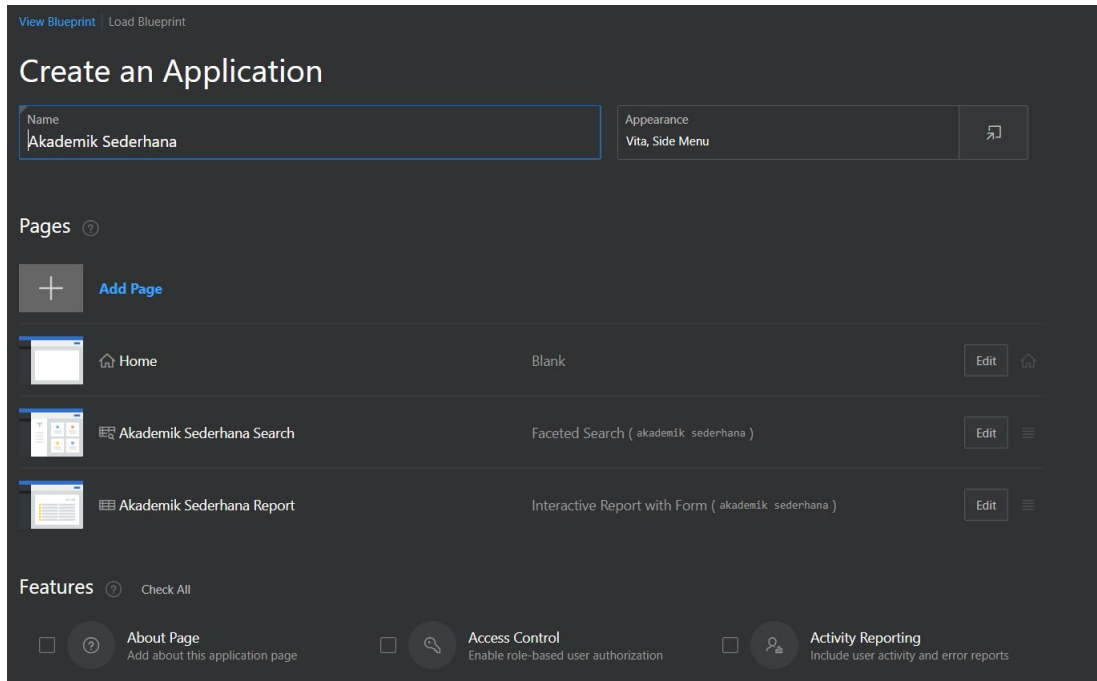 View Blueprint Load Blueprint
Create an Application
Name
Akademik Sederhana
Appearance
Vita, Side Menu
Pages
Add Page
Home Blank Edit
Akademik Sederhana Search Faceted Search ( akademik sederhana ) Edit
Akademik Sederhana Report Interactive Report with Form ( akademik sederhana ) Edit
Features Check All
About Page
Add about this application page
Access Control
Enable role-based user authorization
Activity Reporting
Include user activity and error reports